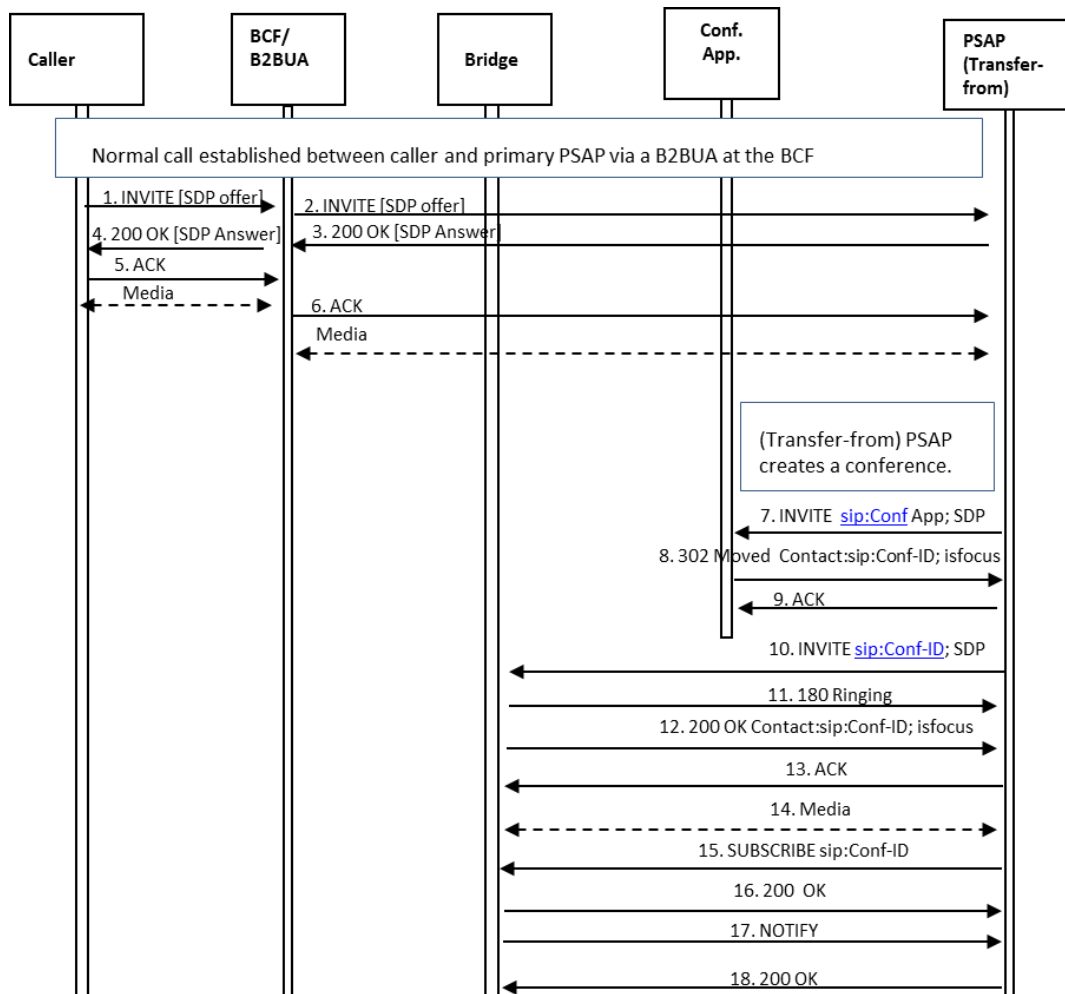 Caller
BCF/
B2BUA
Bridge
Conf.
App.
PSAP
(Transfer-
from)
Normal call established between caller and primary PSAP via a B2BUA at the BCF
1. INVITE [SDP offer]
2. INVITE [SDP offer]
3. 200 OK [SDP Answer]
4. 200 OK [SDP Answer]
5. ACK
Media
6. ACK
Media
(Transfer-from) PSAP
creates a conference.
7. INVITE sip:Conf App; SDP
8. 302 Moved Contact:sip:Conf-ID; isfocus
9. ACK
10. INVITE sip:Conf-ID; SDP
11. 180 Ringing
12. 200 OK Contact:sip:Conf-ID; isfocus
13. ACK
14. Media
15. SUBSCRIBE sip:Conf-ID
16. 200 OK
17. NOTIFY
18. 200 OK